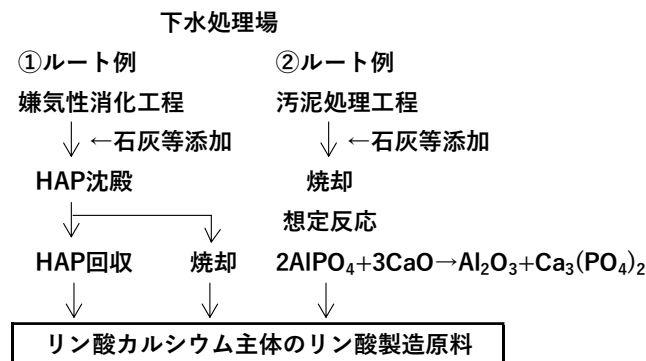 下水処理場
①ルート例
嫌気性消化工程
←石灰等添加
HAP沈殿
HAP回収
焼却
②ルート例
汚泥処理工程
←石灰等添加
焼却
想定反応
2AlPO₄+3CaO→Al₂O₃+Ca₃(PO₄)₂
リン酸カルシウム主体のリン酸製造原料